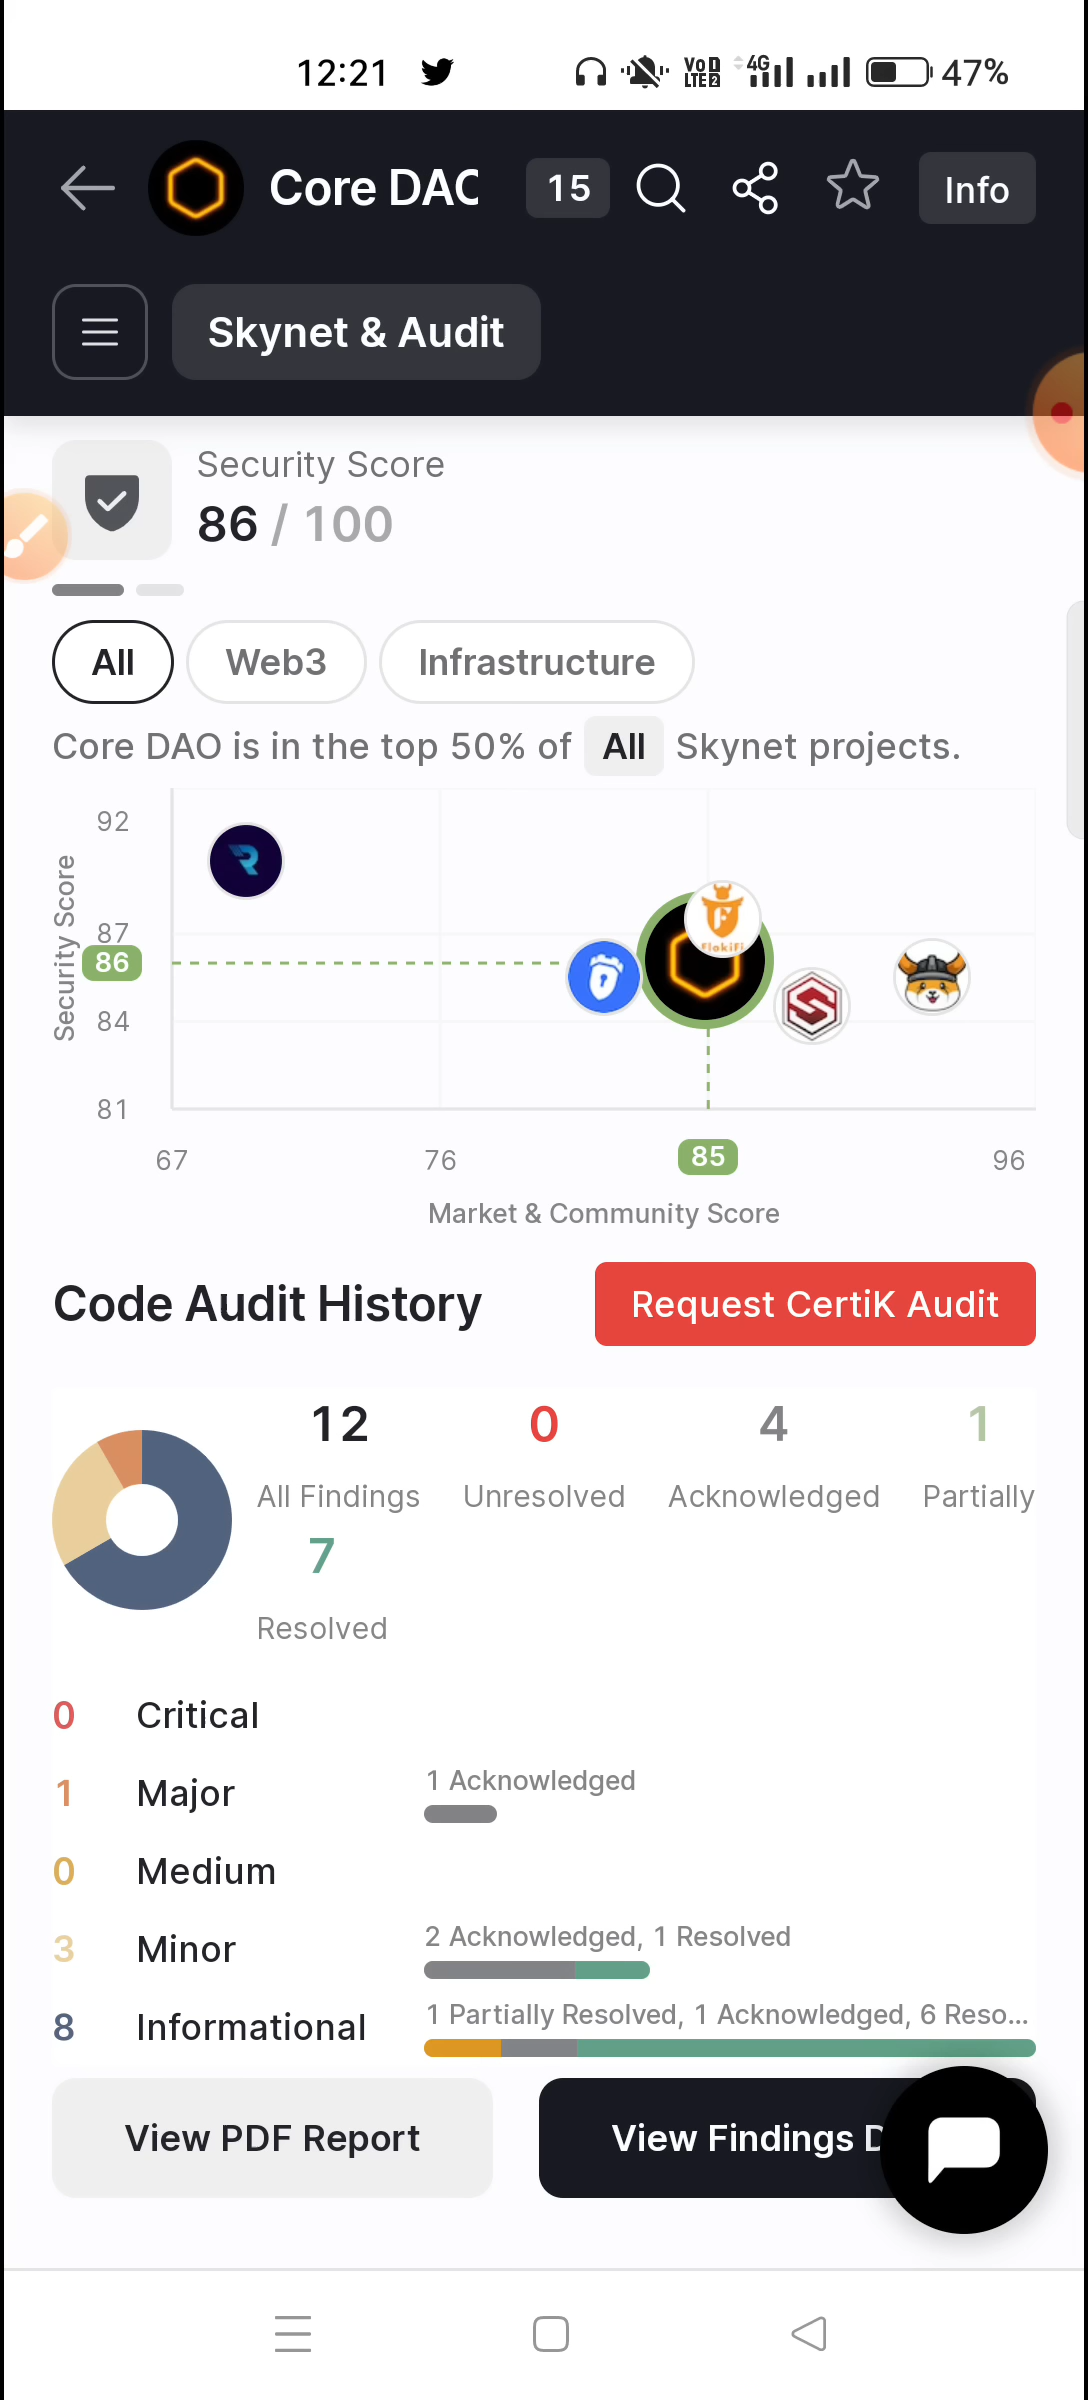 12:21 VoD LTE2 4G 47%
Core DAC 15 Info
Skynet & Audit
Security Score
86 / 100
All Web3 Infrastructure
Core DAO is in the top 50% of All Skynet projects.
92
87
86
84
81
Security Score
FlokiFi
67 76 85 96
Market & Community Score
Code Audit History Request CertiK Audit
12 0 4 1
All Findings Unresolved Acknowledged Partially
7
Resolved
0 Critical
1 Major 1 Acknowledged
0 Medium
3 Minor 2 Acknowledged, 1 Resolved
8 Informational 1 Partially Resolved, 1 Acknowledged, 6 Reso...
View PDF Report View Findings D